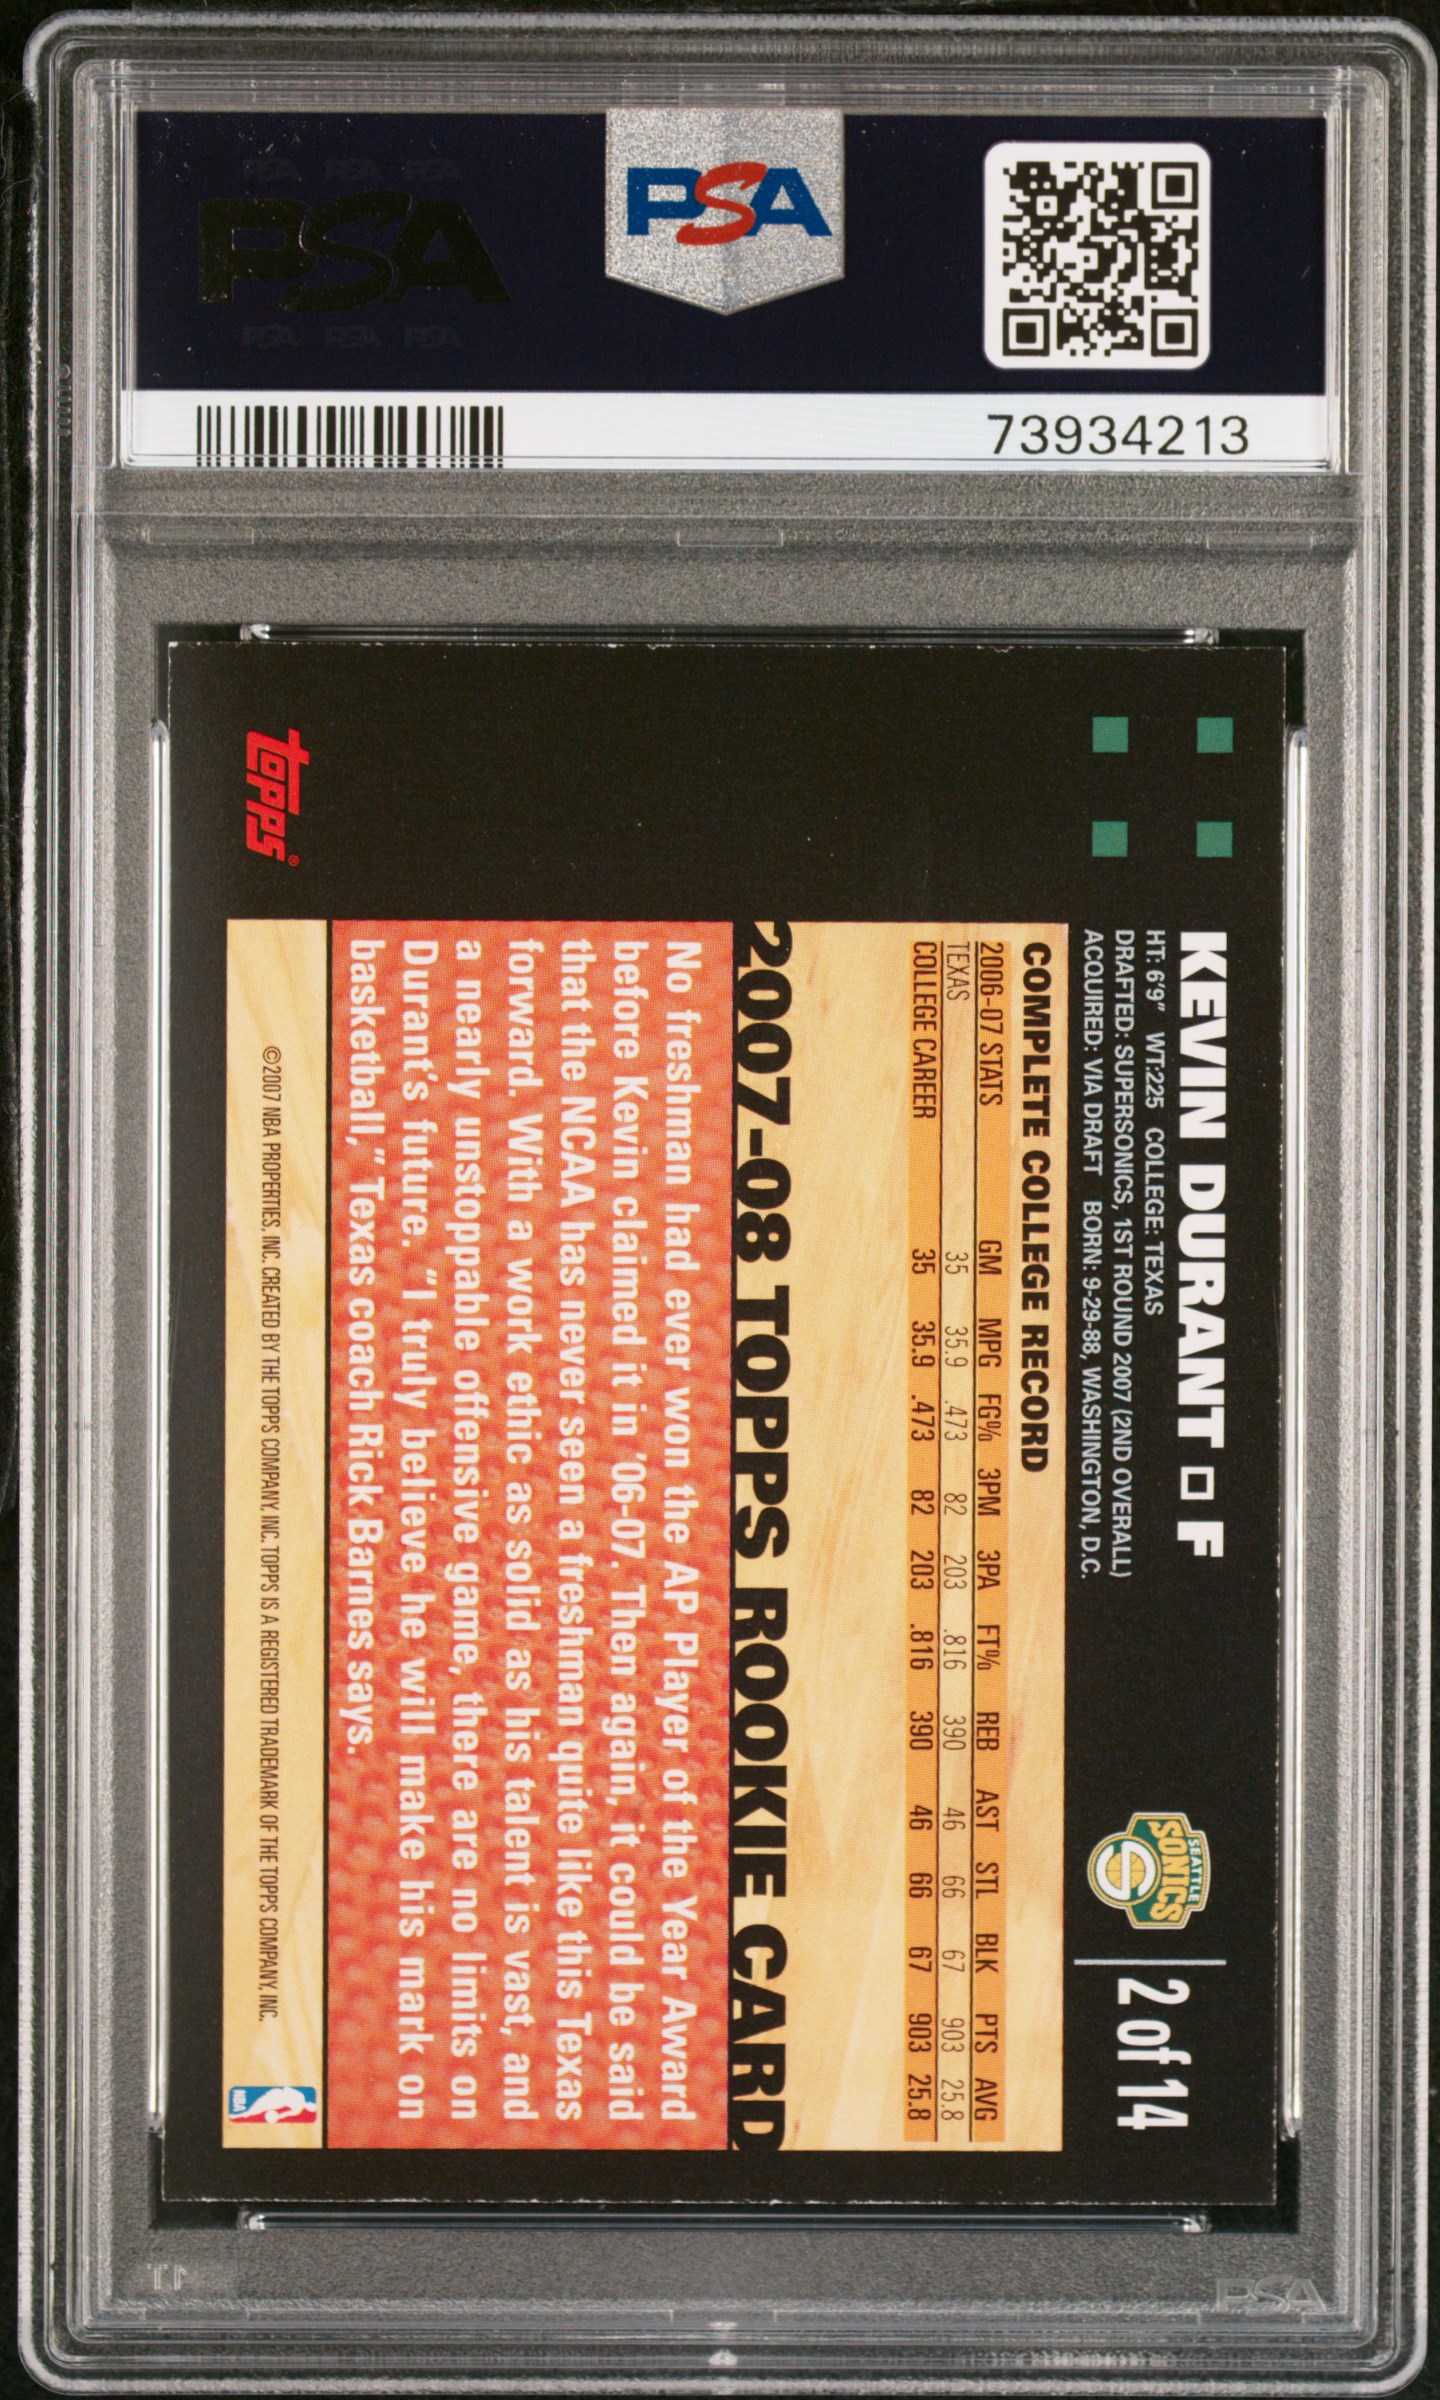 PSA PSA PSA
PSA
PSA PSA PSA
PSA
73934213
KEVIN DURANT □ F
HT: 6'9" WT:225 COLLEGE: TEXAS
DRAFTED: SUPERSONICS, 1ST ROUND 2007 (2ND OVERALL)
ACQUIRED: VIA DRAFT BORN: 9-29-88, WASHINGTON, D.C.
SEATTLE
SONICS
2 of 14
COMPLETE COLLEGE RECORD
2006-07 STATS GM MPG FG% 3PM 3PA FT% REB AST STL BLK PTS AVG
TEXAS 35 35.9 .473 82 203 .816 390 46 66 67 903 25.8
COLLEGE CAREER 35 35.9 .473 82 203 .816 390 46 66 67 903 25.8
2007-08 TOPPS ROOKIE CARD
No freshman had ever won the AP Player of the Year Award
before Kevin claimed it in '06-07. Then again, it could be said
that the NCAA has never seen a freshman quite like this Texas
forward. With a work ethic as solid as his talent is vast, and
a nearly unstoppable offensive game, there are no limits on
Durant's future. "I truly believe he will make his mark on
basketball," Texas coach Rick Barnes says.
topps®
©2007 NBA PROPERTIES, INC. CREATED BY THE TOPPS COMPANY, INC. TOPPS IS A REGISTERED TRADEMARK OF THE TOPPS COMPANY, INC.
NBA
PSA